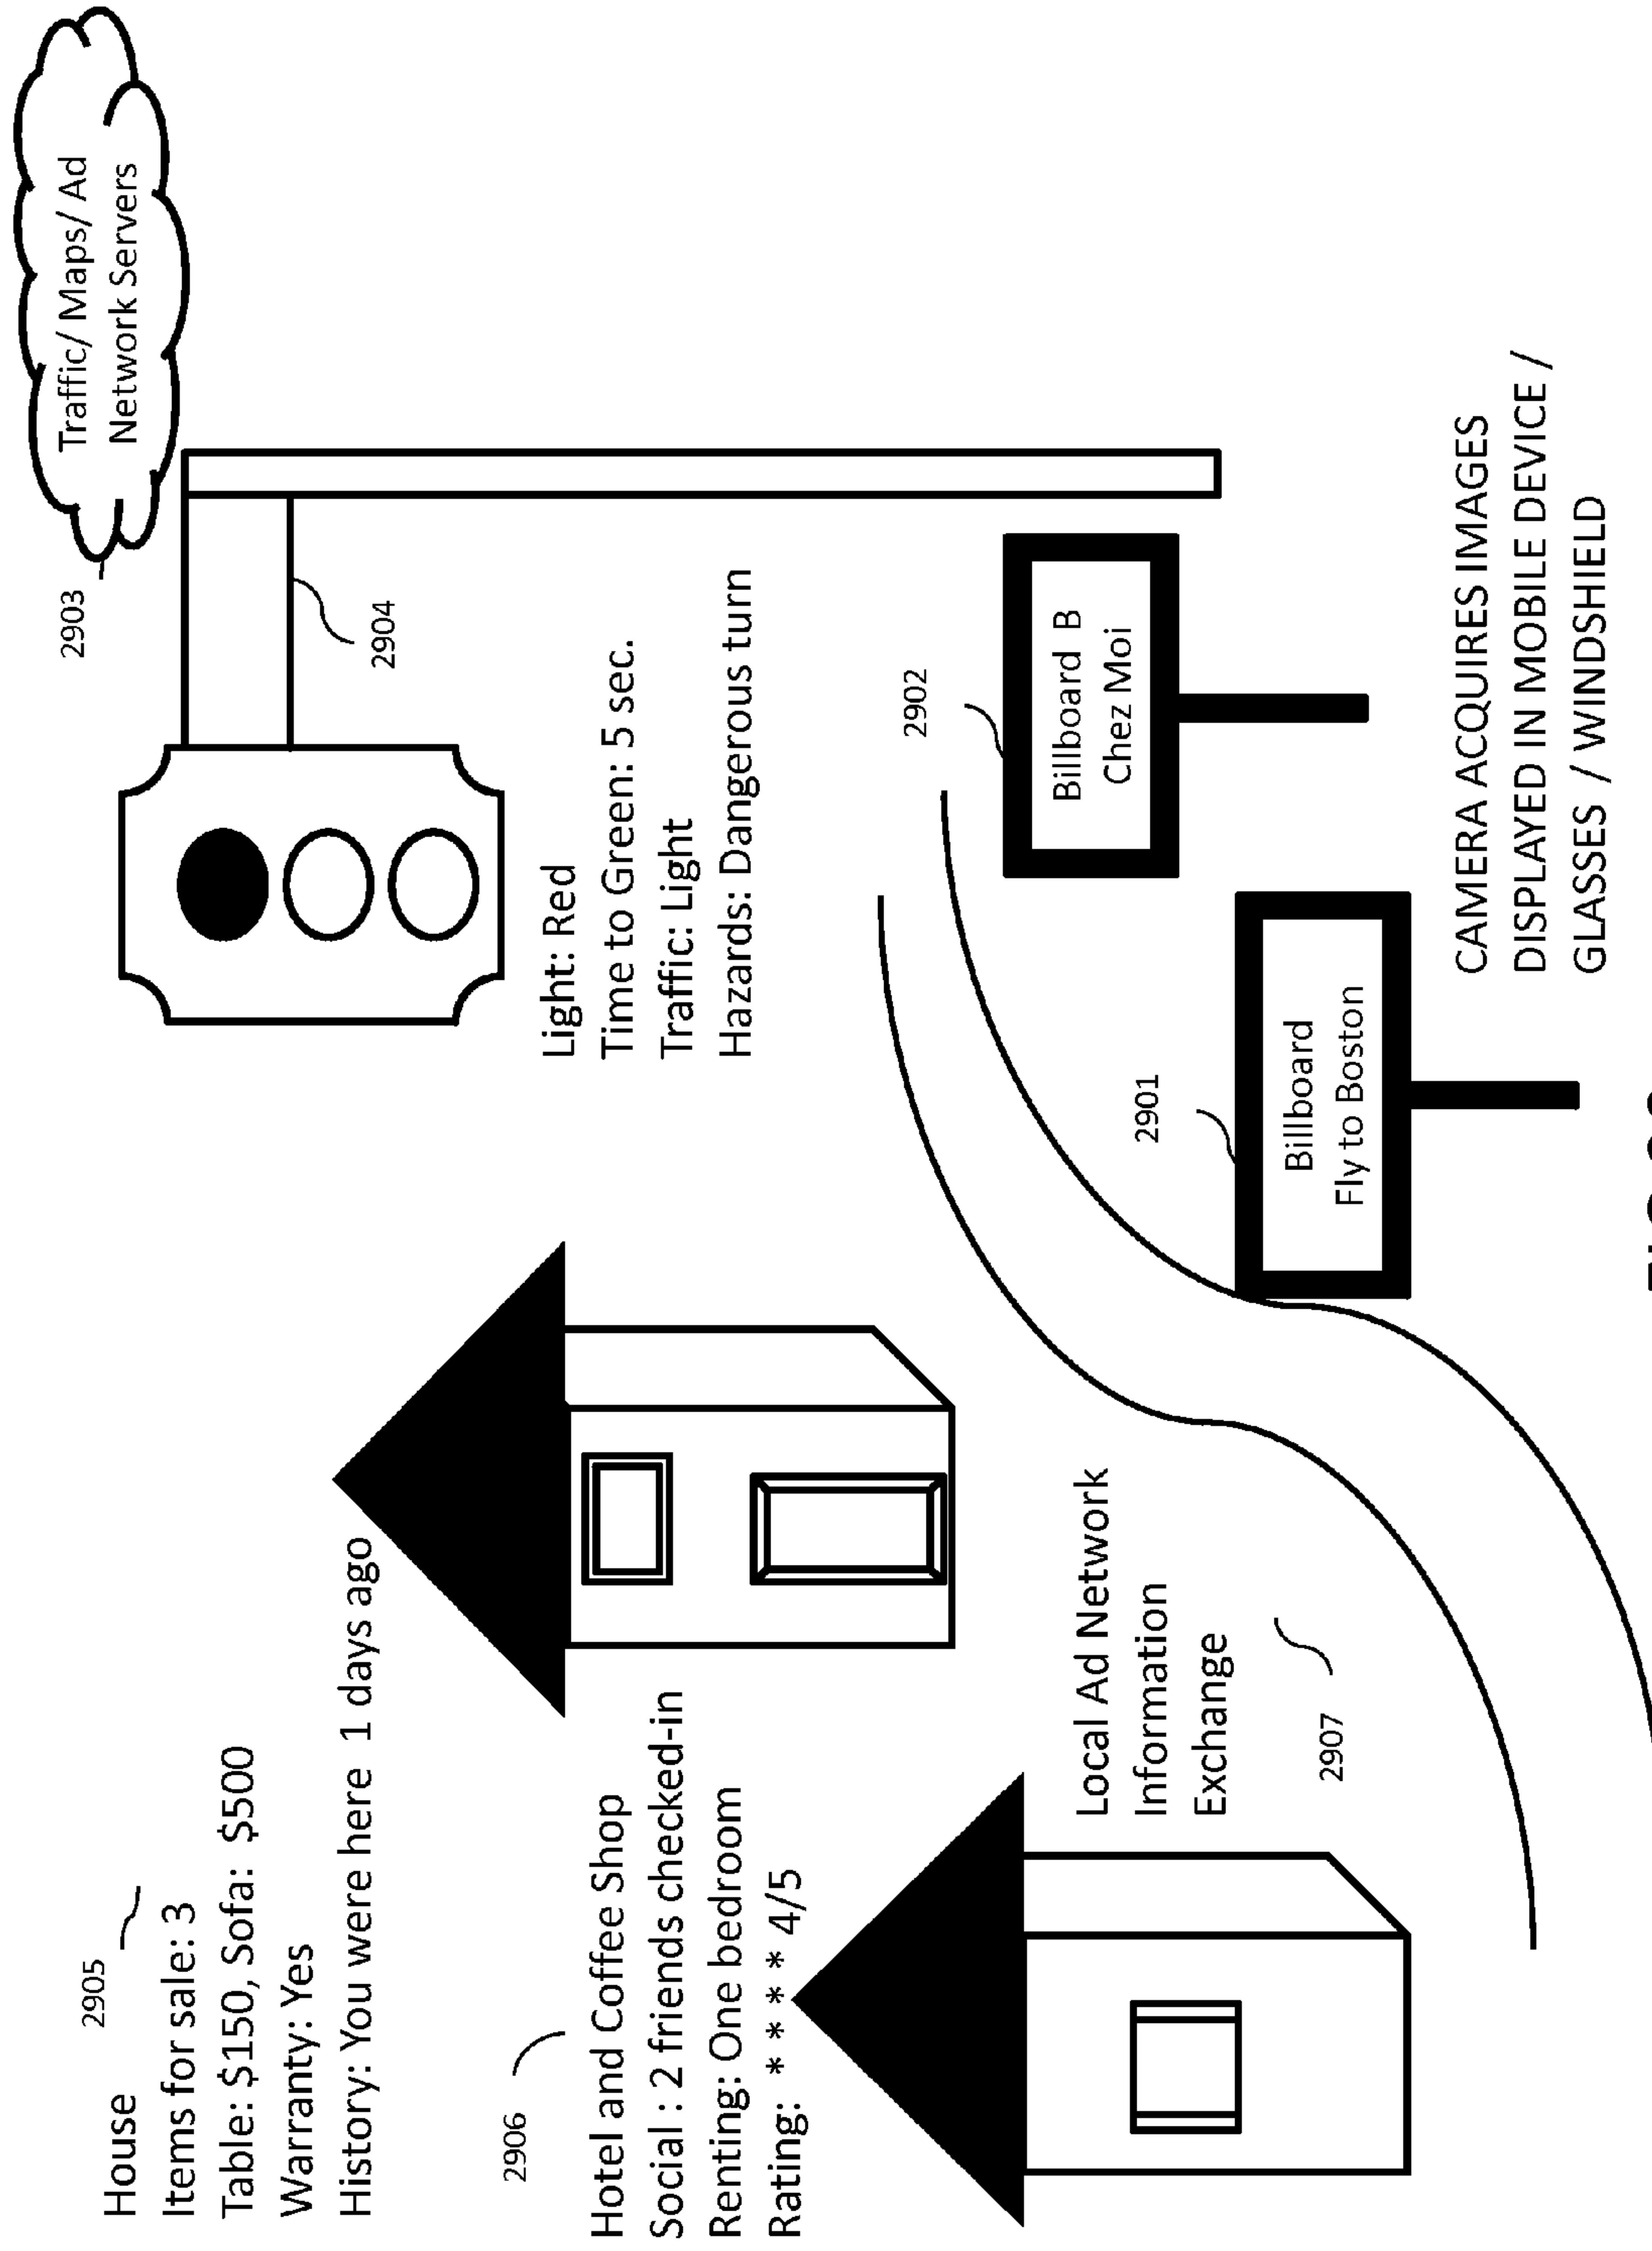 2905
House
Items for sale: 3
Table: $150, Sofa: $500
Warranty: Yes
History: You were here 1 days ago
2906
Hotel and Coffee Shop
Social : 2 friends checked-in
Renting: One bedroom
Rating: * * * * 4/5
Local Ad Network
Information
Exchange
2907
2903
Traffic/ Maps/ Ad
Network Servers
2904
Light: Red
Time to Green: 5 sec.
Traffic: Light
Hazards: Dangerous turn
2902
Billboard B
Chez Moi
2901
Billboard
Fly to Boston
CAMERA ACQUIRES IMAGES
DISPLAYED IN MOBILE DEVICE /
GLASSES / WINDSHIELD